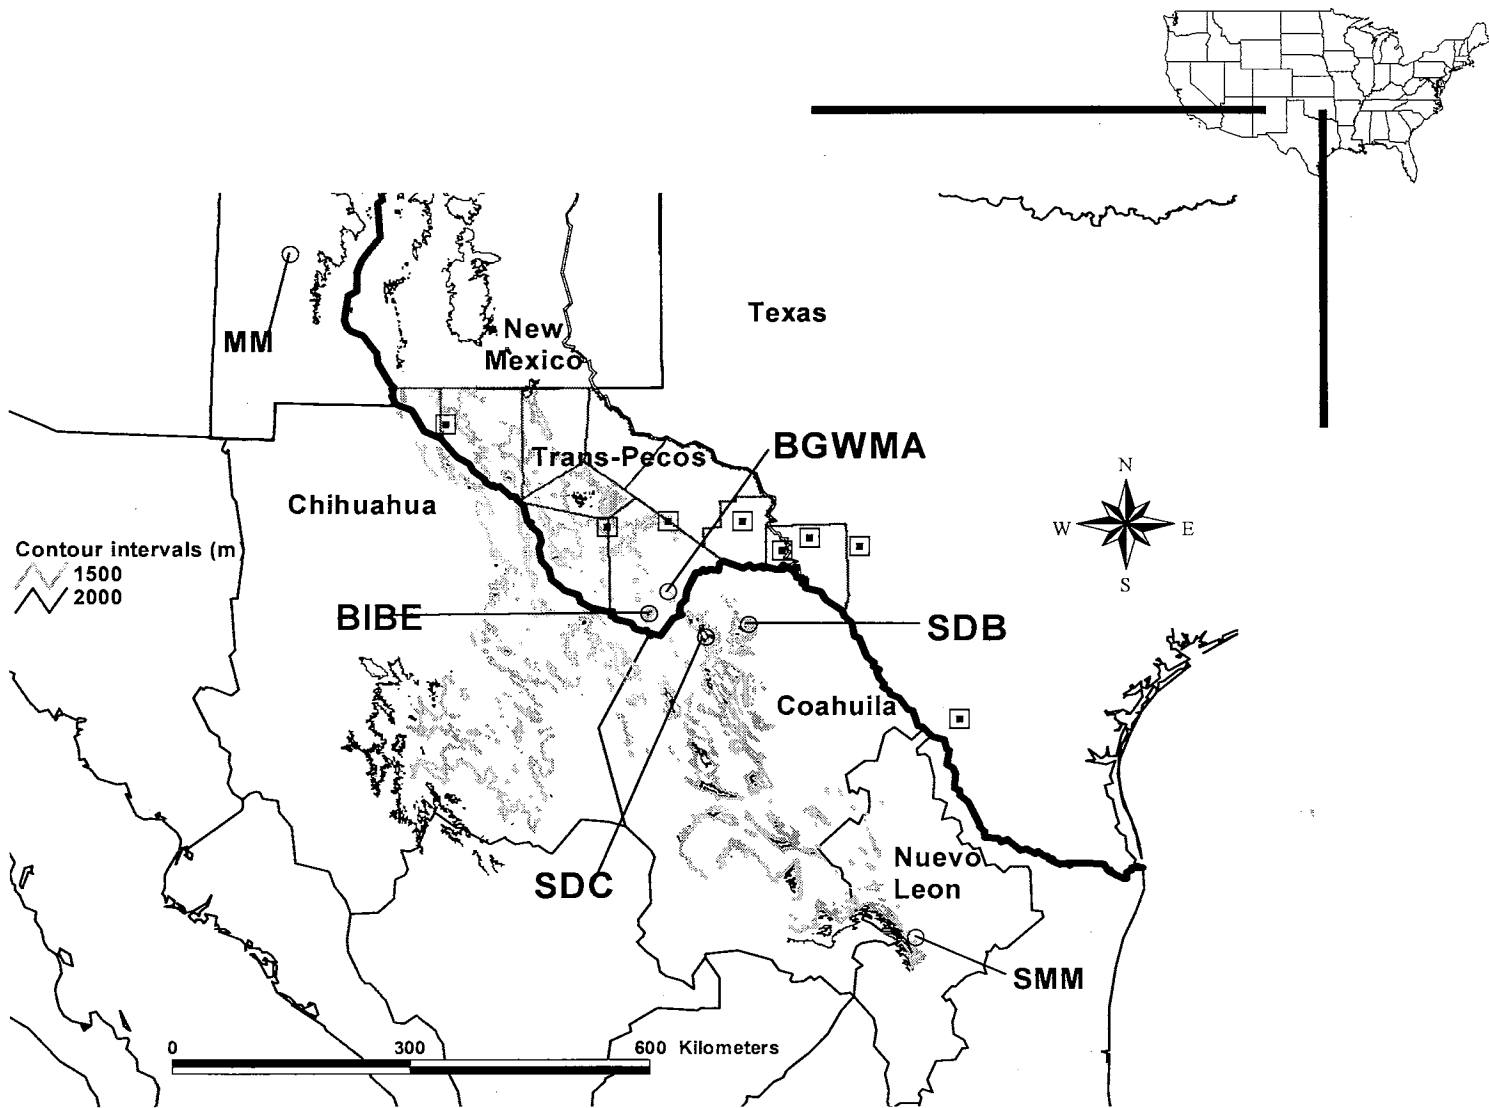 Texas
MM
New
Mexico
BGWMA
Trans-Pecos
N
W
E
S
Chihuahua
Contour intervals (m
1500
2000
BIBE
SDB
Coahuila
Nuevo
Leon
SDC
SMM
0
300
600 Kilometers